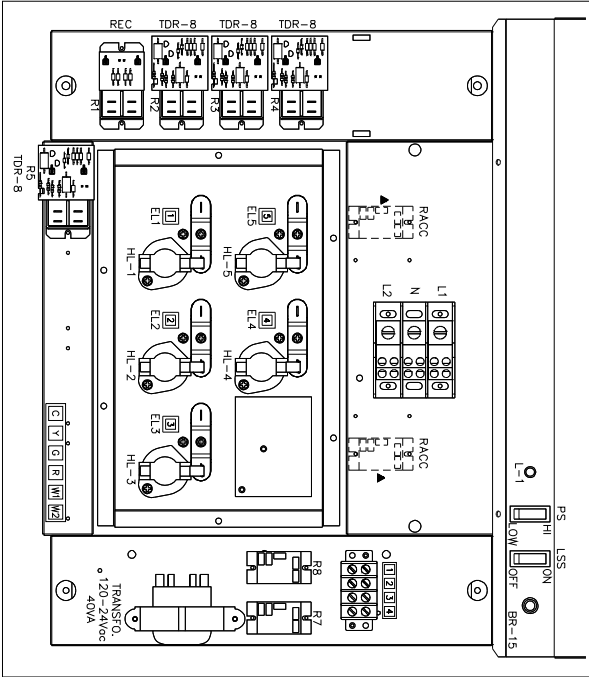 REC TDR-8 TDR-8 TDR-8
R1 R2 R3 R4
R5
TDR-8
EL1 1
EL5 5
HL-1
HL-5
EL2 2
EL4 4
HL-2
HL-4
EL3 3
HL-3
RACC
L2 N L1
RACC
L-1
PS
HI
LOW
LSS
ON
OFF
BR-15
C Y G R W1 W2
TRANSFO.
120-24Vac
40VA
R8
R7
1
2
3
4